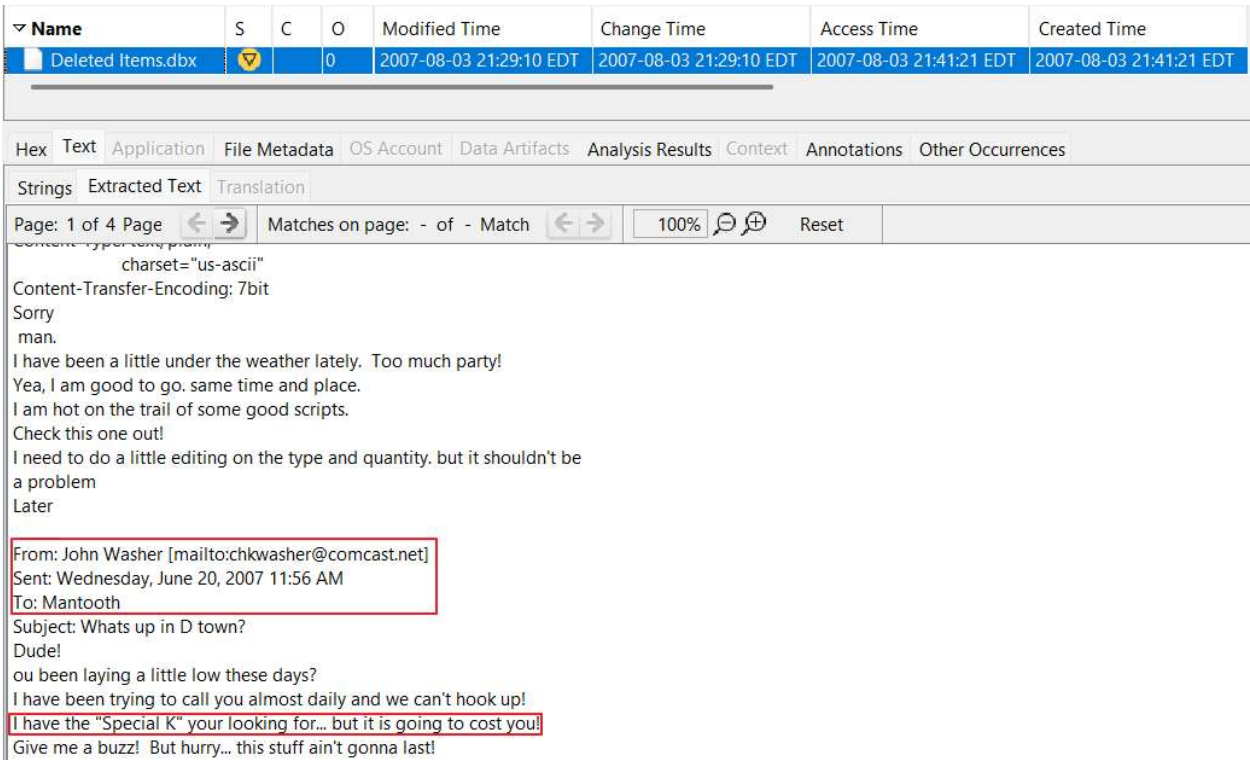 Name S C O Modified Time Change Time Access Time Created Time
Deleted Items.dbx 0 2007-08-03 21:29:10 EDT 2007-08-03 21:29:10 EDT 2007-08-03 21:41:21 EDT 2007-08-03 21:41:21 EDT
Hex Text Application File Metadata OS Account Data Artifacts Analysis Results Context Annotations Other Occurrences
Strings Extracted Text Translation
Page: 1 of 4 Page Matches on page: - of - Match 100% Reset
Content-Type: text/plain;
charset="us-ascii"
Content-Transfer-Encoding: 7bit
Sorry
man.
I have been a little under the weather lately. Too much party!
Yea, I am good to go. same time and place.
I am hot on the trail of some good scripts.
Check this one out!
I need to do a little editing on the type and quantity. but it shouldn't be
a problem
Later
From: John Washer [mailto:chkwasher@comcast.net]
Sent: Wednesday, June 20, 2007 11:56 AM
To: Mantooth
Subject: Whats up in D town?
Dude!
ou been laying a little low these days?
I have been trying to call you almost daily and we can't hook up!
I have the "Special K" your looking for... but it is going to cost you!
Give me a buzz! But hurry... this stuff ain't gonna last!